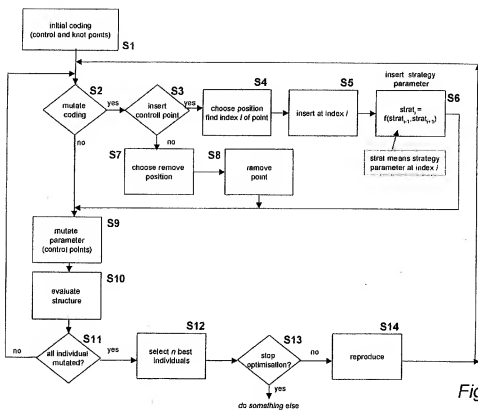 initial coding
(control and knot points)
S1
mutate
coding
S2
yes
no
insert
controll point
S3
yes
no
choose position
find index I of point
S4
insert at index I
S5
insert strategy
parameter
S6
strat_i =
f(strat_i-1, strat_i+1)
strat means strategy
parameter at index i
S7
choose remove
position
S8
ramove
point
S9
mutate
parameter
(control points)
S10
evaluate
structure
S11
all individual
mutated?
no
yes
S12
select n best
individuals
S13
stop
optimisation?
no
yes
do something else
S14
reproduce
Fig